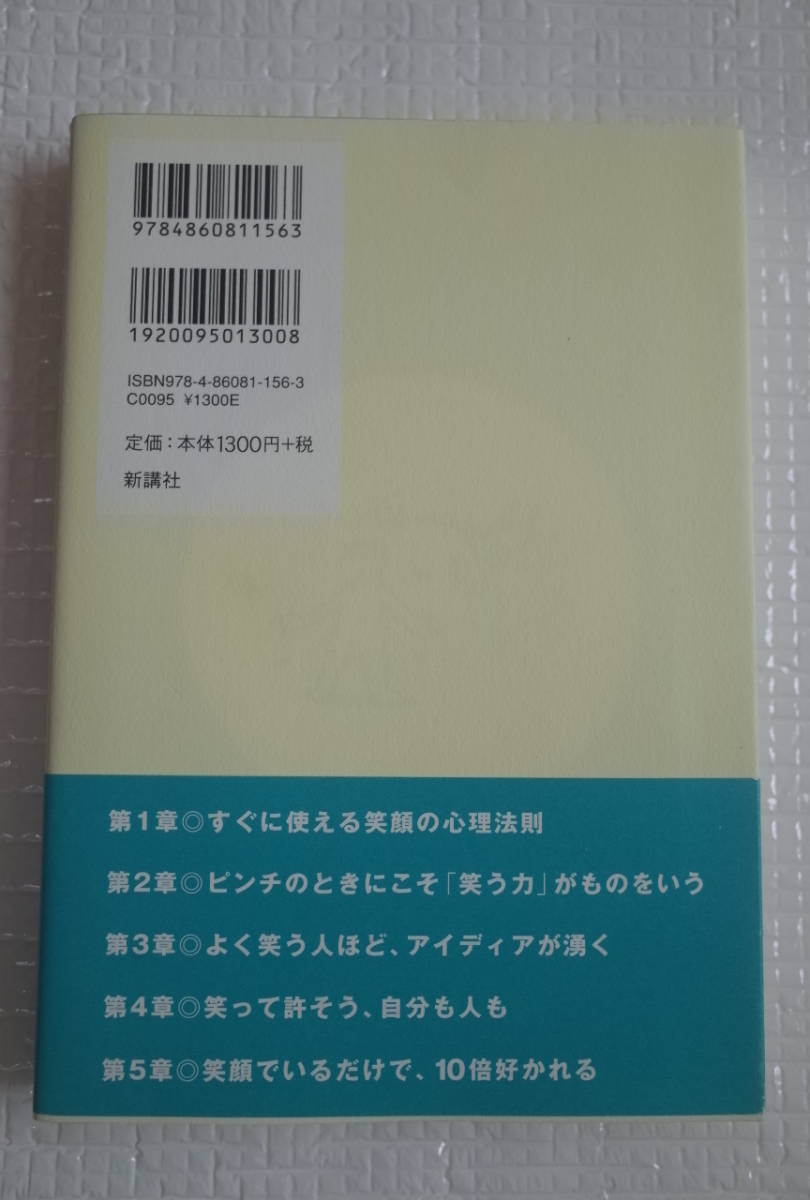 9784860811563
1920095013008
ISBN978-4-86081-156-3
C0095 ¥1300E
定価：本体1300円+税
新講社
第1章◎すぐに使える笑顔の心理法則
第2章◎ピンチのときにこそ「笑う力」がものをいう
第3章◎よく笑う人ほど、アイディアが湧く
第4章◎笑って許そう、自分も人も
第5章◎笑顔でいるだけで、10倍好かれる